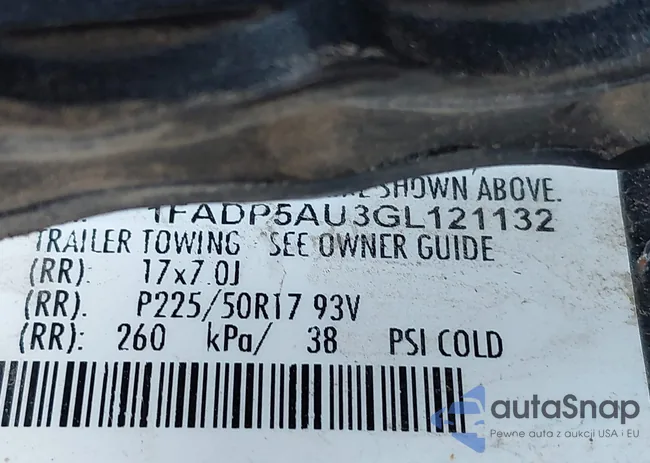 SHOWN ABOVE.
1FADP5AU3GL121132
TRAILER TOWING SEE OWNER GUIDE
(RR): 17x7.0J
(RR). P225/50R17 93V
(RR): 260 kPa/ 38 PSI COLD
autaSnap
Pewne auta z aukcji USA i EU